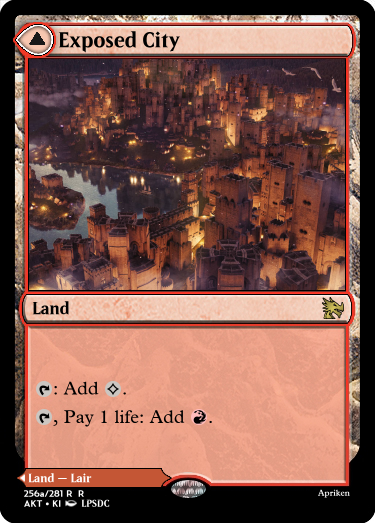 Exposed City
Land
: Add .
, Pay 1 life: Add .
Land — Lair
256a/281 R R
AKT • KI LPSDC
Apriken